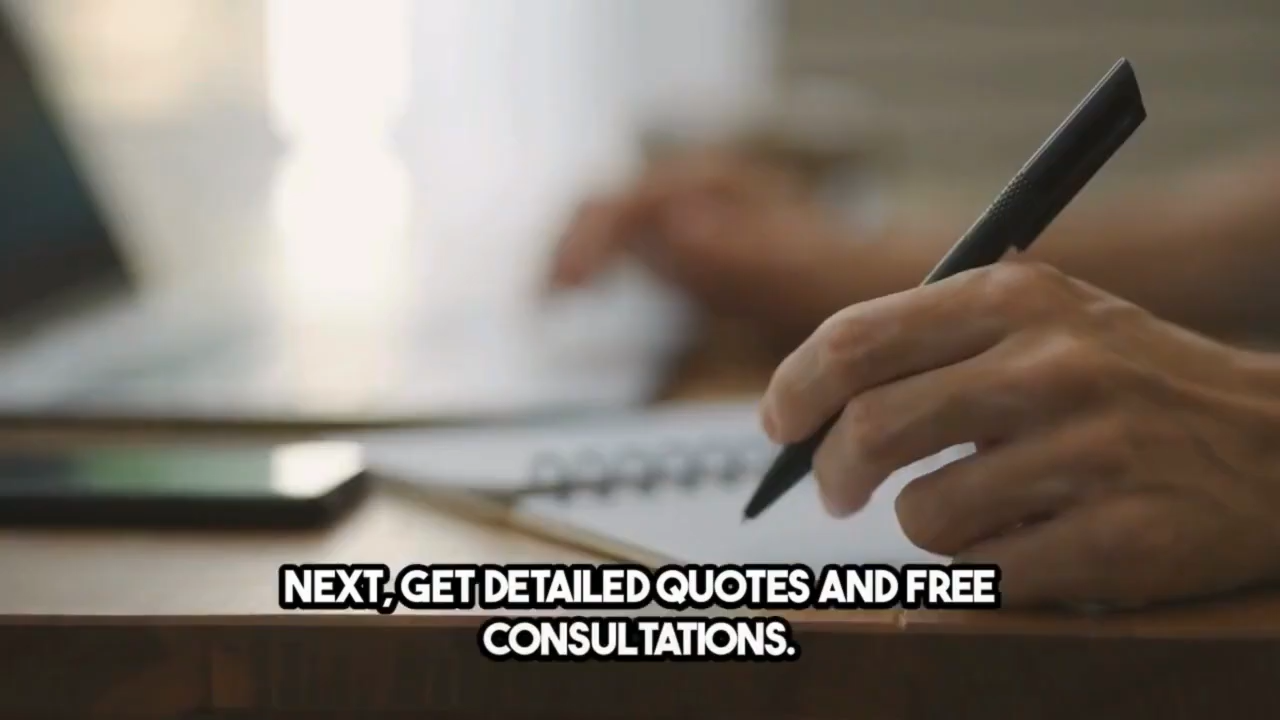 NEXT, GET DETAILED QUOTES AND FREE
CONSULTATIONS.